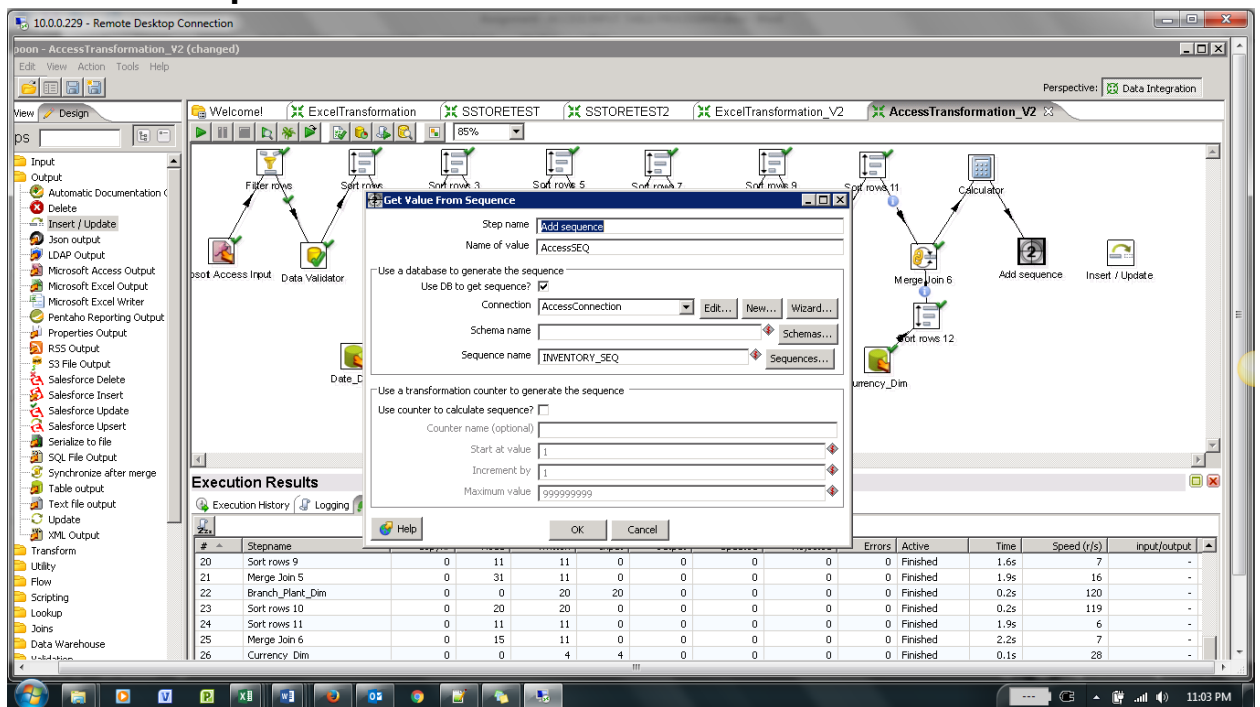 10.0.0.229 - Remote Desktop Connection
poon - AccessTransformation_V2 (changed)
Edit View Action Tools Help
Perspective: Data Integration
View Design
Welcome! ExcelTransformation SSTORETEST SSTORETEST2 ExcelTransformation_V2 AccessTransformation_V2
ps
85%
Input
Output
Automatic Documentation
Delete
Insert / Update
Json output
LDAP Output
Microsoft Access Output
Microsoft Excel Output
Microsoft Excel Writer
Pentaho Reporting Output
Properties Output
RSS Output
S3 File Output
Salesforce Delete
Salesforce Insert
Salesforce Update
Salesforce Upsert
Serialize to file
SQL File Output
Synchronize after merge
Table output
Text file output
Update
XML Output
Transform
Utility
Flow
Scripting
Lookup
Joins
Data Warehouse
Validation
Filter rows Sort rows Sort rows 3 Sort rows 5 Sort rows 7 Sort rows 9 Sort rows 11 Calculator
osoft Access Input Data Validator Merge Join 6 Add sequence Insert / Update
Sort rows 12
Date_D urrency_Dim
Get Value From Sequence
Step name Add sequence
Name of value AccessSEQ
Use a database to generate the sequence
Use DB to get sequence?
Connection AccessConnection Edit... New... Wizard...
Schema name Schemas...
Sequence name INVENTORY_SEQ Sequences...
Use a transformation counter to generate the sequence
Use counter to calculate sequence?
Counter name (optional)
Start at value 1
Increment by 1
Maximum value 999999999
Help OK Cancel
Execution Results
Execution History Logging
# Stepname Errors Active Time Speed (r/s) input/output
20 Sort rows 9 0 11 11 0 0 0 0 0 Finished 1.6s 7 -
21 Merge Join 5 0 31 11 0 0 0 0 0 Finished 1.9s 16 -
22 Branch_Plant_Dim 0 0 20 20 0 0 0 0 Finished 0.2s 120 -
23 Sort rows 10 0 20 20 0 0 0 0 0 Finished 0.2s 119 -
24 Sort rows 11 0 11 11 0 0 0 0 0 Finished 1.9s 6 -
25 Merge Join 6 0 15 11 0 0 0 0 0 Finished 2.2s 7 -
26 Currency_Dim 0 0 4 4 0 0 0 0 Finished 0.1s 28 -
11:03 PM